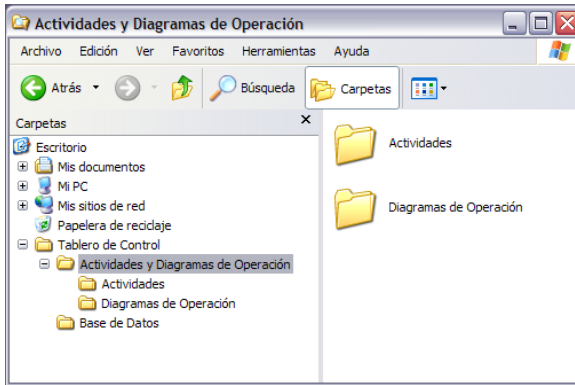 Actividades y Diagramas de Operación
Archivo Edición Ver Favoritos Herramientas Ayuda
Atrás Búsqueda Carpetas
Carpetas
Escritorio
Mis documentos
Mi PC
Mis sitios de red
Papelera de reciclaje
Tablero de Control
Actividades y Diagramas de Operación
Actividades
Diagramas de Operación
Base de Datos
Actividades
Diagramas de Operación